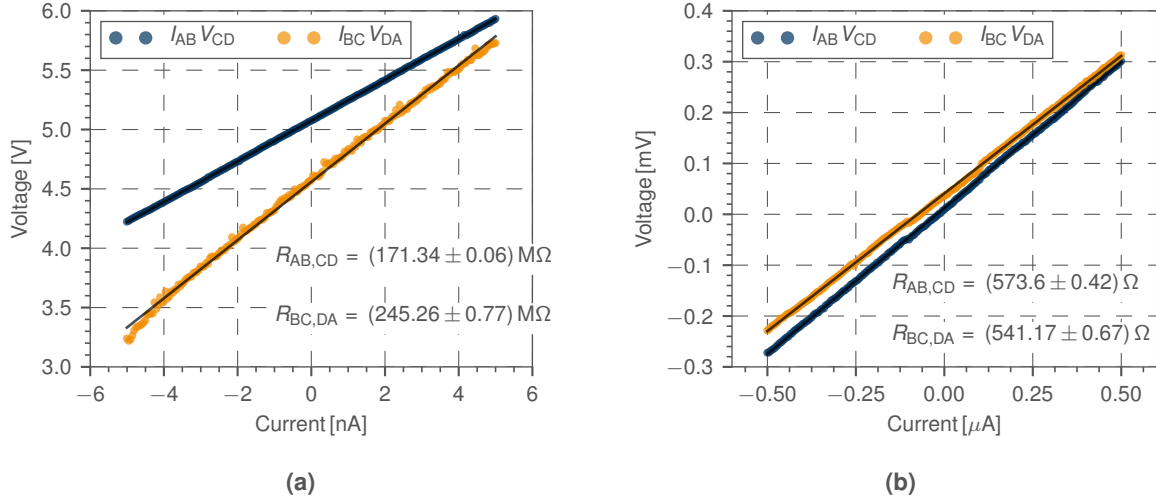 6.0
5.5
5.0
4.5
4.0
3.5
3.0
Voltage [V]
I_AB V_CD
I_BC V_DA
R_AB,CD = (171.34 ± 0.06) MΩ
R_BC,DA = (245.26 ± 0.77) MΩ
−6 −4 −2 0 2 4 6
Current [nA]
(a)
0.4
0.3
0.2
0.1
0.0
−0.1
−0.2
−0.3
Voltage [mV]
I_AB V_CD
I_BC V_DA
R_AB,CD = (573.6 ± 0.42) Ω
R_BC,DA = (541.17 ± 0.67) Ω
−0.50 −0.25 0.00 0.25 0.50
Current [μA]
(b)